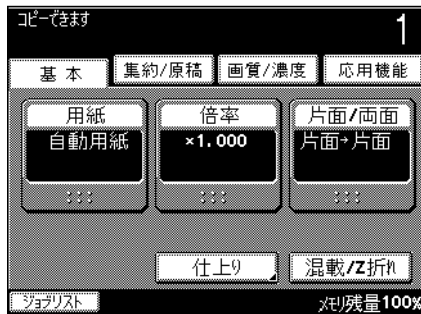 コピーできます
1
基本 集約/原稿 画質/濃度 応用機能
用紙 倍率 片面/両面
自動用紙 ×1.000 片面→片面
仕上り 混載/Z折れ
ジョブリスト メモリ残量100%